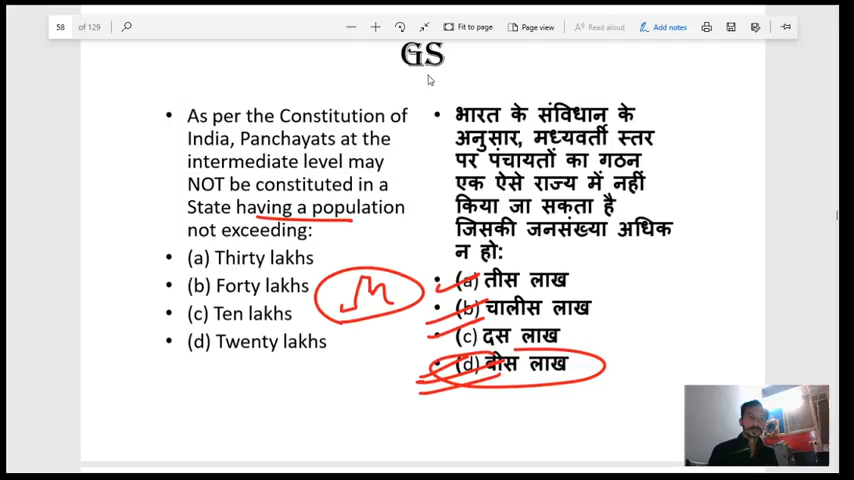 58 of 129
Fit to page
Page view
Read aloud
Add notes
GS
• As per the Constitution of
India, Panchayats at the
intermediate level may
NOT be constituted in a
State having a population
not exceeding:
• (a) Thirty lakhs
• (b) Forty lakhs
• (c) Ten lakhs
• (d) Twenty lakhs
• भारत के संविधान के
अनुसार, मध्यवर्ती स्तर
पर पंचायतों का गठन
एक ऐसे राज्य में नहीं
किया जा सकता है
जिसकी जनसंख्या अधिक
न हो:
• (a) तीस लाख
• (b) चालीस लाख
• (c) दस लाख
• (d) बीस लाख